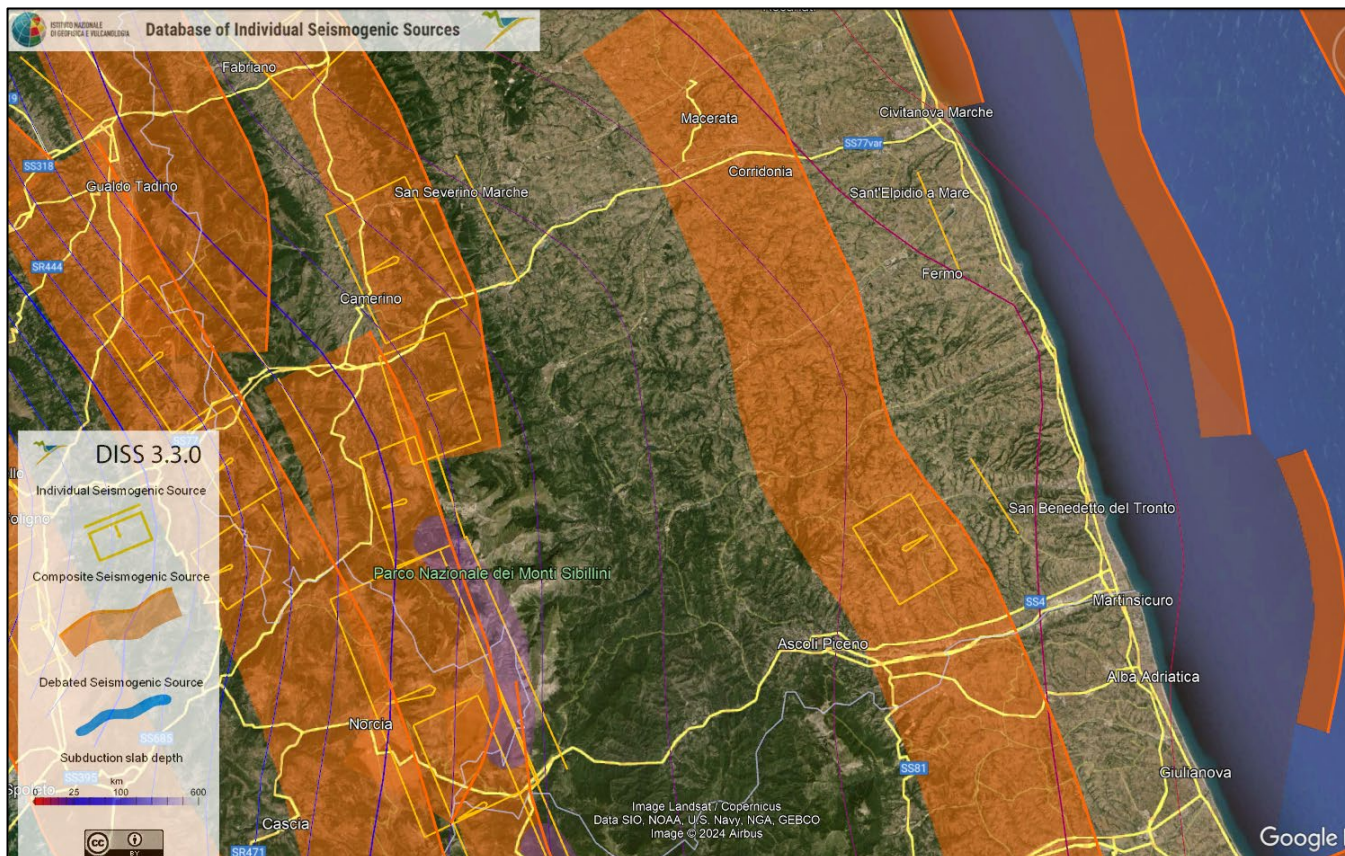 ISTITUTO NAZIONALE
DI GEOFISICA E VULCANOLOGIA
Database of Individual Seismogenic Sources
Fabriano
Macerata
Civitanova Marche
SS77var
SS318
Corridonia
Gualdo Tadino
San Severino Marche
Sant'Elpidio a Mare
SR444
Fermo
Camerino
DISS 3.3.0
Individual Seismogenic Source
San Benedetto del Tronto
Composite Seismogenic Source
Parco Nazionale dei Monti Sibillini
SS4
Martinsicuro
Ascoli Piceno
Debated Seismogenic Source
Alba Adriatica
Norcia
SS685
Subduction slab depth
km
0 25 100 600
SS395
SS81
Giulianova
Image Landsat / Copernicus
Data SIO, NOAA, U.S. Navy, NGA, GEBCO
Image © 2024 Airbus
Cascia
Google
CC BY
SR471